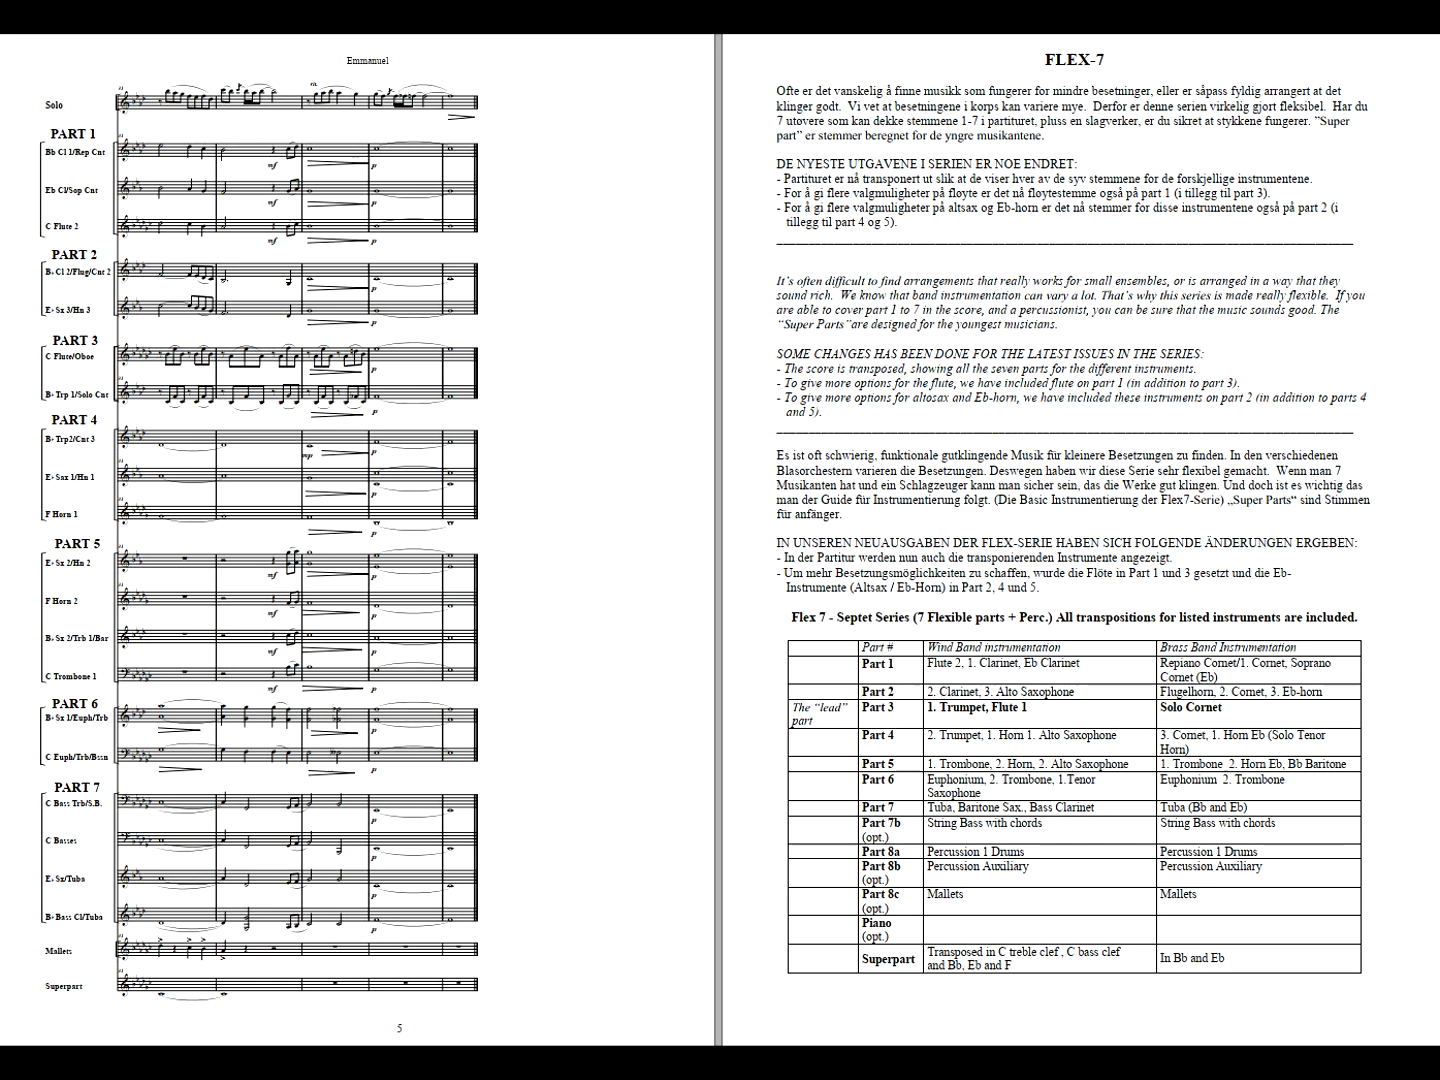 Emmanuel
Solo
PART 1
Bb Cl 1/Rep Cnt
mf
p
Eb Cl/Sop Cnt
mf
p
C Flute 2
mf
p
PART 2
B♭ Cl 2/Flug/Cnt 2
p
E♭ Sx 3/Hn 3
p
PART 3
C Flute/Oboe
p
B♭ Trp 1/Solo Cnt
p
PART 4
B♭ Trp2/Cnt 3
mp
p
E♭ Sax 1/Hn 1
p
F Horn 1
p
PART 5
E♭ Sx 2/Hn 2
mf
p
F Horn 2
mf
p
B♭ Sx 2/Trb 1/Bar
mf
p
C Trombone 1
mf
p
PART 6
B♭ Sx 1/Euph/Trb
p
C Euph/Trb/Bssn
p
PART 7
C Bass Trb/S.B.
C Basses
p
E♭ Sx/Tuba
p
B♭ Bass Cl/Tuba
p
Mallets
Superpart
5
FLEX-7
Ofte er det vanskelig å finne musikk som fungerer for mindre besetninger, eller er såpass fyldig arrangert at det
klinger godt.  Vi vet at besetningene i korps kan variere mye.  Derfor er denne serien virkelig gjort fleksibel.  Har du
7 utøvere som kan dekke stemmene 1-7 i partituret, pluss en slagverker, er du sikret at stykkene fungerer. ”Super
part” er stemmer beregnet for de yngre musikantene.
DE NYESTE UTGAVENE I SERIEN ER NOE ENDRET:
- Partituret er nå transponert ut slik at de viser hver av de syv stemmene for de forskjellige instrumentene.
- For å gi flere valgmuligheter på fløyte er det nå fløytestemme også på part 1 (i tillegg til part 3).
- For å gi flere valgmuligheter på altsax og Eb-horn er det nå stemmer for disse instrumentene også på part 2 (i
tillegg til part 4 og 5).
It’s often difficult to find arrangements that really works for small ensembles, or is arranged in a way that they
sound rich.  We know that band instrumentation can vary a lot. That’s why this series is made really flexible.  If you
are able to cover part 1 to 7 in the score, and a percussionist, you can be sure that the music sounds good. The
“Super Parts”are designed for the youngest musicians.
SOME CHANGES HAS BEEN DONE FOR THE LATEST ISSUES IN THE SERIES:
- The score is transposed, showing all the seven parts for the different instruments.
- To give more options for the flute, we have included flute on part 1 (in addition to part 3).
- To give more options for altosax and Eb-horn, we have included these instruments on part 2 (in addition to parts 4
and 5).
Es ist oft schwierig, funktionale gutklingende Musik für kleinere Besetzungen zu finden. In den verschiedenen
Blasorchestern varieren die Besetzungen. Deswegen haben wir diese Serie sehr flexibel gemacht.  Wenn man 7
Musikanten hat und ein Schlagzeuger kann man sicher sein, das die Werke gut klingen. Und doch ist es wichtig das
man der Guide für Instrumentierung folgt. (Die Basic Instrumentierung der Flex7-Serie) „Super Parts“ sind Stimmen
für anfänger.
IN UNSEREN NEUAUSGABEN DER FLEX-SERIE HABEN SICH FOLGENDE ÄNDERUNGEN ERGEBEN:
- In der Partitur werden nun auch die transponierenden Instrumente angezeigt.
- Um mehr Besetzungsmöglichkeiten zu schaffen, wurde die Flöte in Part 1 und 3 gesetzt und die Eb-
Instrumente (Altsax / Eb-Horn) in Part 2, 4 und 5.
Flex 7 - Septet Series (7 Flexible parts + Perc.) All transpositions for listed instruments are included.
Part # Wind Band instrumentation Brass Band Instrumentation
Part 1 Flute 2, 1. Clarinet, Eb Clarinet Repiano Cornet/1. Cornet, Soprano
Cornet (Eb)
Part 2 2. Clarinet, 3. Alto Saxophone Flugelhorn, 2. Cornet, 3. Eb-horn
The “lead” Part 3 1. Trumpet, Flute 1 Solo Cornet
part
Part 4 2. Trumpet, 1. Horn 1. Alto Saxophone 3. Cornet, 1. Horn Eb (Solo Tenor
Horn)
Part 5 1. Trombone, 2. Horn, 2. Alto Saxophone 1. Trombone  2. Horn Eb, Bb Baritone
Part 6 Euphonium, 2. Trombone, 1.Tenor Euphonium  2. Trombone
Saxophone
Part 7 Tuba, Baritone Sax., Bass Clarinet Tuba (Bb and Eb)
Part 7b String Bass with chords String Bass with chords
(opt.)
Part 8a Percussion 1 Drums Percussion 1 Drums
Part 8b Percussion Auxiliary Percussion Auxiliary
(opt.)
Part 8c Mallets Mallets
(opt.)
Piano
(opt.)
Superpart Transposed in C treble clef , C bass clef In Bb and Eb
and Bb, Eb and F